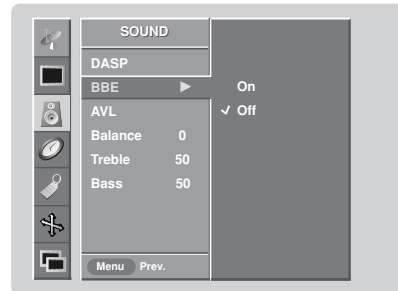 SOUND
DASP
BBE ▶ On
AVL ✓ Off
Balance 0
Treble 50
Bass 50
Menu Prev.